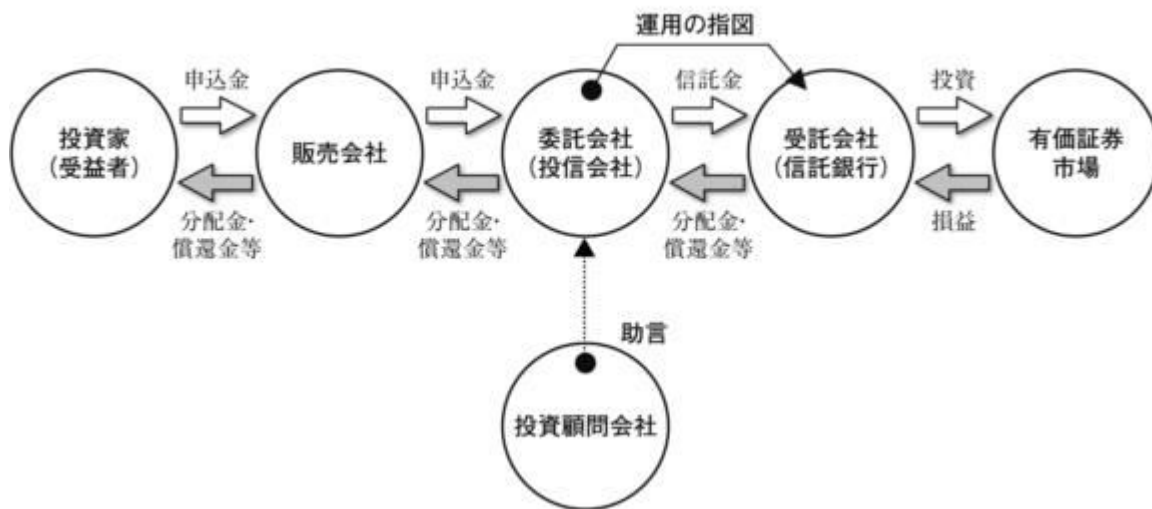 運用の指図
申込金
申込金
信託金
投資
投資家
(受益者)
販売会社
委託会社
(投信会社)
受託会社
(信託銀行)
有価証券
市場
分配金・
償還金等
分配金・
償還金等
分配金・
償還金等
損益
助言
投資顧問会社